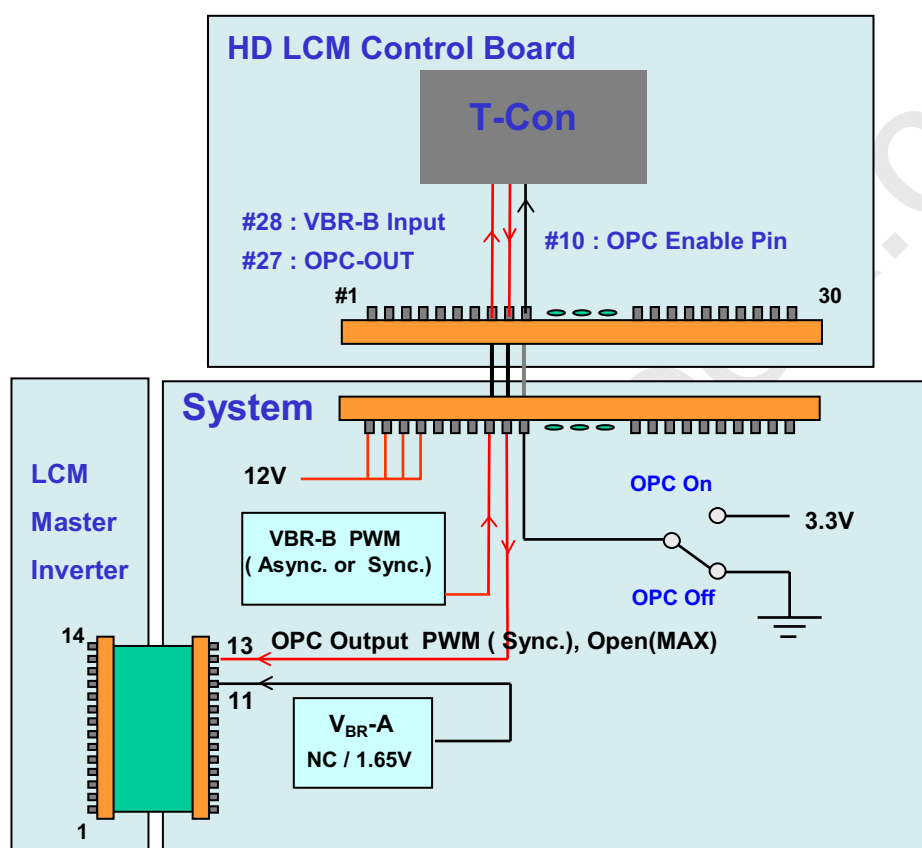 HD LCM Control Board
T-Con
#28 : VBR-B Input
#27 : OPC-OUT
#10 : OPC Enable Pin
#1
30
System
12V
LCM
Master
Inverter
VBR-B PWM
( Async. or Sync.)
OPC On
3.3V
OPC Off
14
13
OPC Output PWM ( Sync.), Open(MAX)
11
VBR-A
NC / 1.65V
1